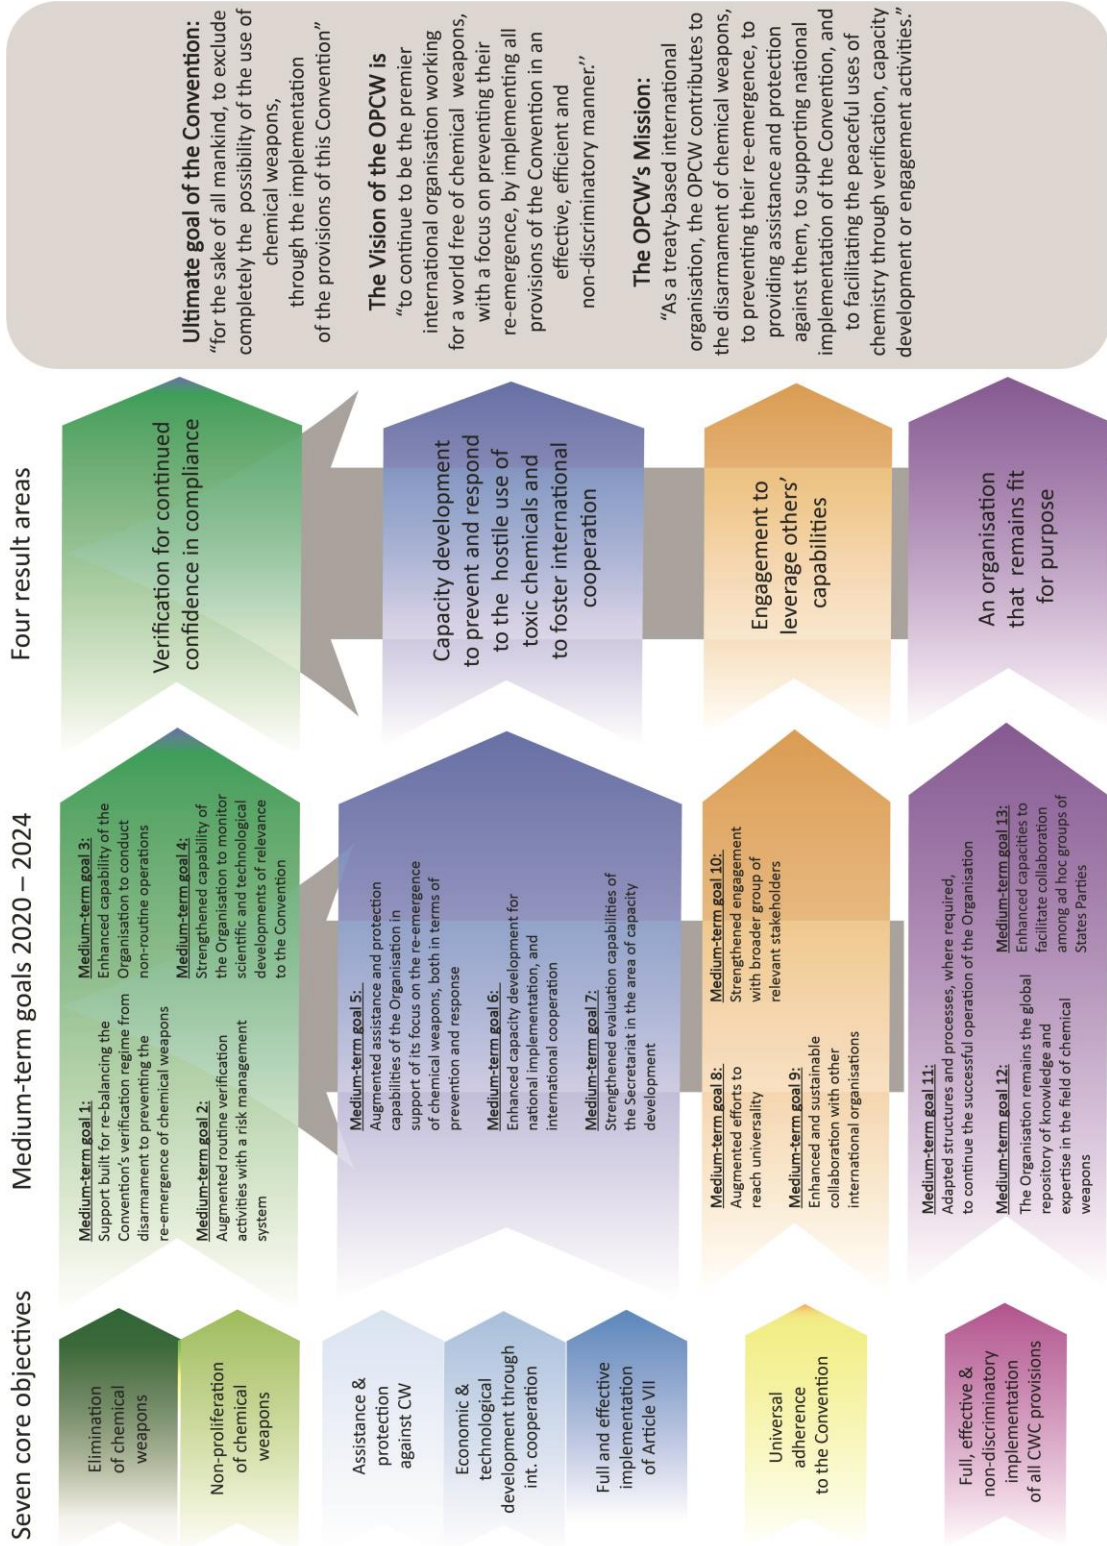 Seven core objectives
Medium-term goals 2020 – 2024
Four result areas
Elimination
of chemical
weapons
Non-proliferation
of chemical
weapons
Medium-term goal 1:
Support built for re-balancing the
Convention's verification regime from
disarmament to preventing the
re-emergence of chemical weapons
Medium-term goal 2:
Augmented routine verification
activities with a risk management
system
Medium-term goal 3:
Enhanced capability of the
Organisation to conduct
non-routine operations
Medium-term goal 4:
Strengthened capability of
the Organisation to monitor
scientific and technological
developments of relevance
to the Convention
Verification for continued
confidence in compliance
Assistance &
protection
against CW
Economic &
technological
development through
int. cooperation
Full and effective
implementation
of Article VII
Medium-term goal 5:
Augmented assistance and protection
capabilities of the Organisation in
support of its focus on the re-emergence
of chemical weapons, both in terms of
prevention and response
Medium-term goal 6:
Enhanced capacity development for
national implementation, and
international cooperation
Medium-term goal 7:
Strengthened evaluation capabilities of
the Secretariat in the area of capacity
development
Capacity development
to prevent and respond
to the hostile use of
toxic chemicals and
to foster international
cooperation
Universal
adherence
to the Convention
Medium-term goal 8:
Augmented efforts to
reach universality
Medium-term goal 9:
Enhanced and sustainable
collaboration with other
international organisations
Medium-term goal 10:
Strengthened engagement
with broader group of
relevant stakeholders
Engagement to
leverage others'
capabilities
Full, effective &
non-discriminatory
implementation
of all CWC provisions
Medium-term goal 11:
Adapted structures and processes, where required,
to continue the successful operation of the Organisation
Medium-term goal 12:
The Organisation remains the global
repository of knowledge and
expertise in the field of chemical
weapons
Medium-term goal 13:
Enhanced capacities to
facilitate collaboration
among ad hoc groups of
States Parties
An organisation
that remains fit
for purpose
Ultimate goal of the Convention:
“for the sake of all mankind, to exclude
completely the possibility of the use of
chemical weapons,
through the implementation
of the provisions of this Convention”
The Vision of the OPCW is
“to continue to be the premier
international organisation working
for a world free of chemical weapons,
with a focus on preventing their
re-emergence, by implementing all
provisions of the Convention in an
effective, efficient and
non-discriminatory manner.”
The OPCW's Mission:
“As a treaty-based international
organisation, the OPCW contributes to
the disarmament of chemical weapons,
to preventing their re-emergence, to
providing assistance and protection
against them, to supporting national
implementation of the Convention, and
to facilitating the peaceful uses of
chemistry through verification, capacity
development or engagement activities.”